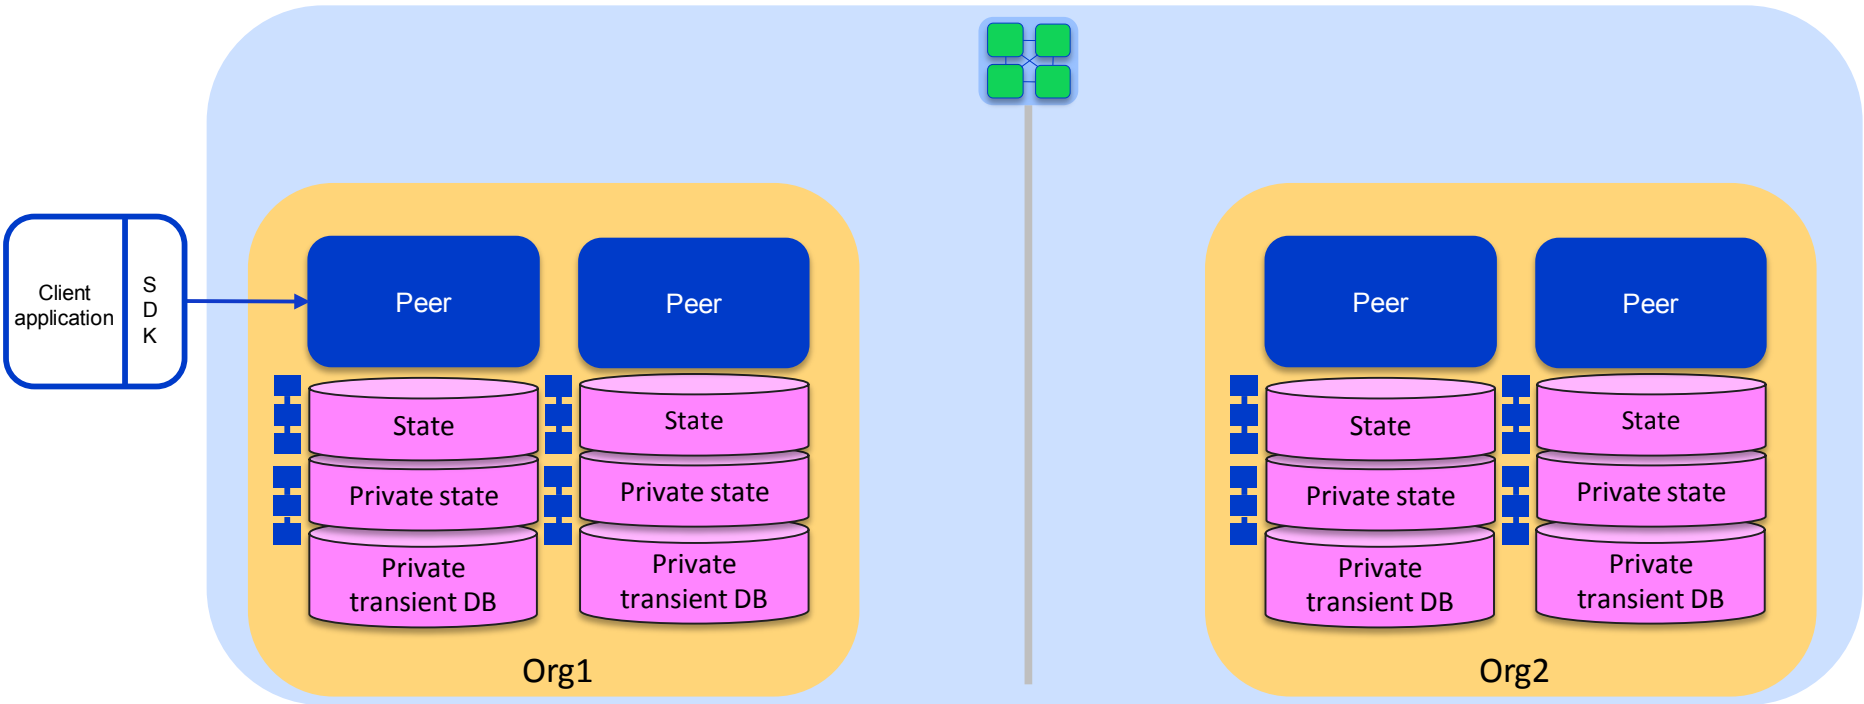 Client
application
S
D
K
Peer
State
Private state
Private
transient DB
Peer
State
Private state
Private
transient DB
Org1
Peer
State
Private state
Private
transient DB
Peer
State
Private state
Private
transient DB
Org2